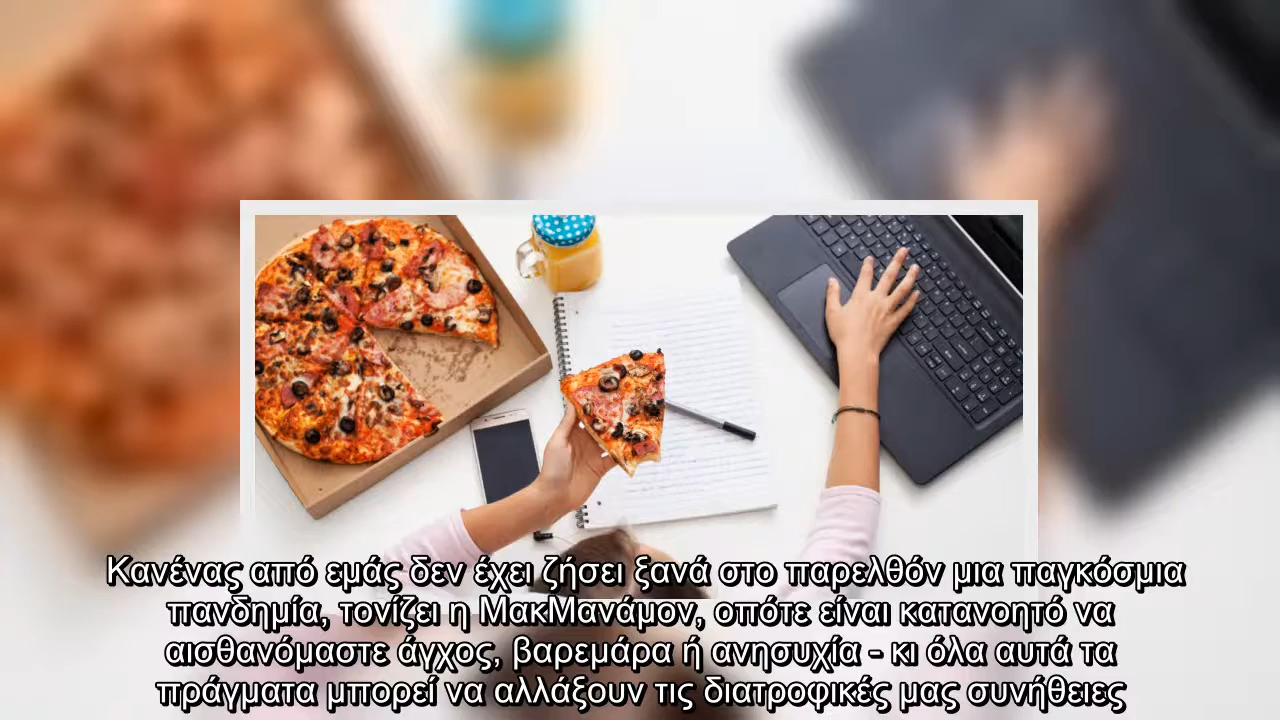 Κανένας από εμάς δεν έχει ζήσει ξανά στο παρελθόν μια παγκόσμια
πανδημία, τονίζει η ΜακΜανάμον, οπότε είναι κατανοητό να
αισθανόμαστε άγχος, βαρεμάρα ή ανησυχία - κι όλα αυτά τα
πράγματα μπορεί να αλλάξουν τις διατροφικές μας συνήθειες